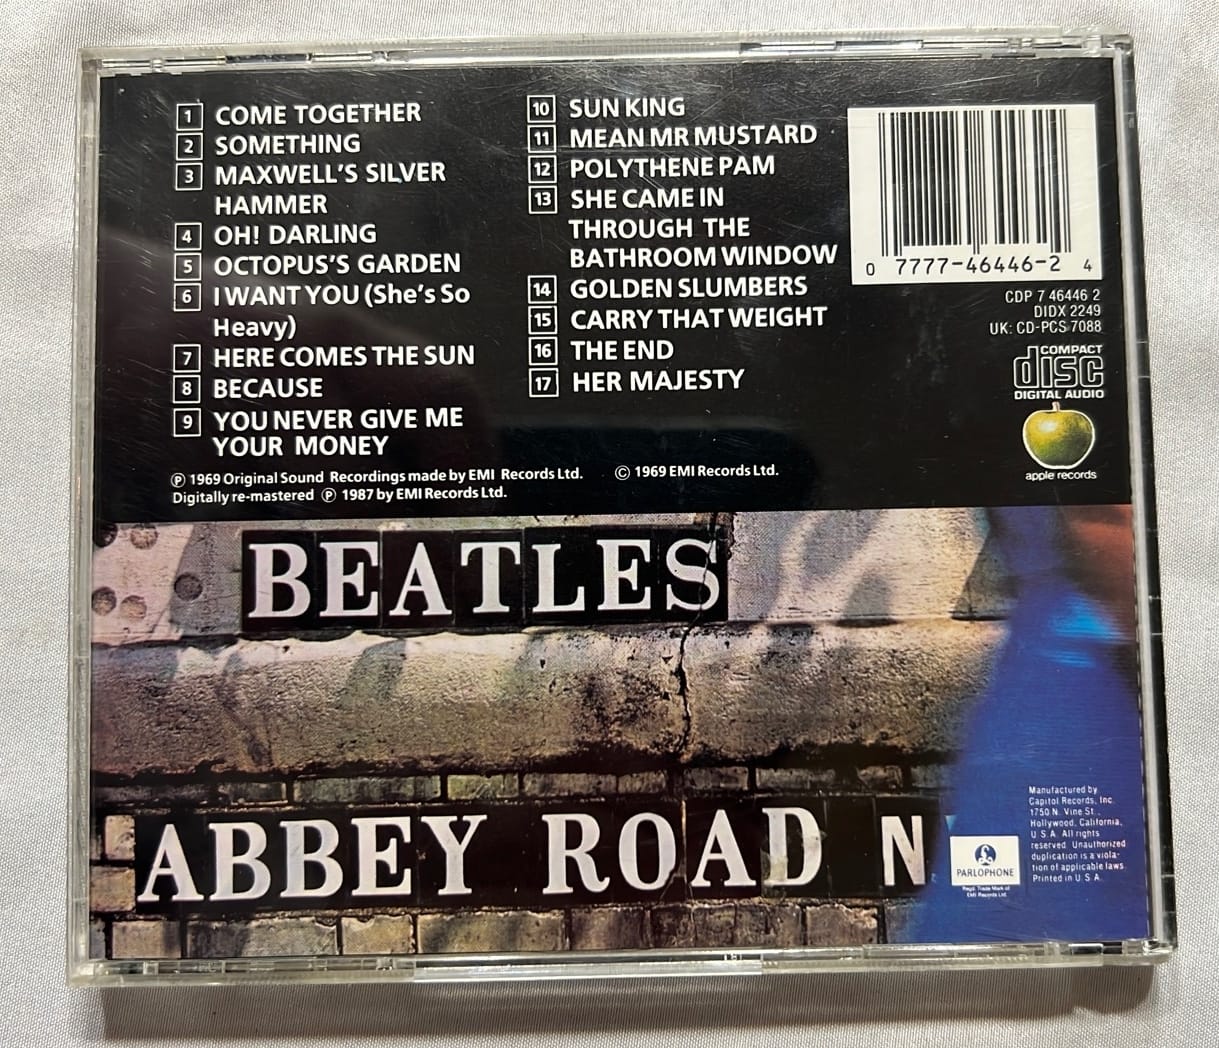 1 COME TOGETHER
2 SOMETHING
3 MAXWELL'S SILVER
HAMMER
4 OH! DARLING
5 OCTOPUS'S GARDEN
6 I WANT YOU (She's So
Heavy)
7 HERE COMES THE SUN
8 BECAUSE
9 YOU NEVER GIVE ME
YOUR MONEY
10 SUN KING
11 MEAN MR MUSTARD
12 POLYTHENE PAM
13 SHE CAME IN
THROUGH THE
BATHROOM WINDOW
14 GOLDEN SLUMBERS
15 CARRY THAT WEIGHT
16 THE END
17 HER MAJESTY
0 7777-46446-2 4
CDP 7 46446 2
DIDX 2249
UK: CD-PCS 7088
COMPACT
disc
DIGITAL AUDIO
apple records
℗ 1969 Original Sound Recordings made by EMI Records Ltd. © 1969 EMI Records Ltd.
Digitally re-mastered ℗ 1987 by EMI Records Ltd.
BEATLES
ABBEY ROAD N
Manufactured by
Capitol Records, Inc.
1750 N. Vine St.,
Hollywood, California,
U.S.A. All rights
reserved. Unauthorized
duplication is a viola-
tion of applicable laws.
Printed in U.S.A.
PARLOPHONE
Regd. Trade Mark of
EMI Records Ltd.